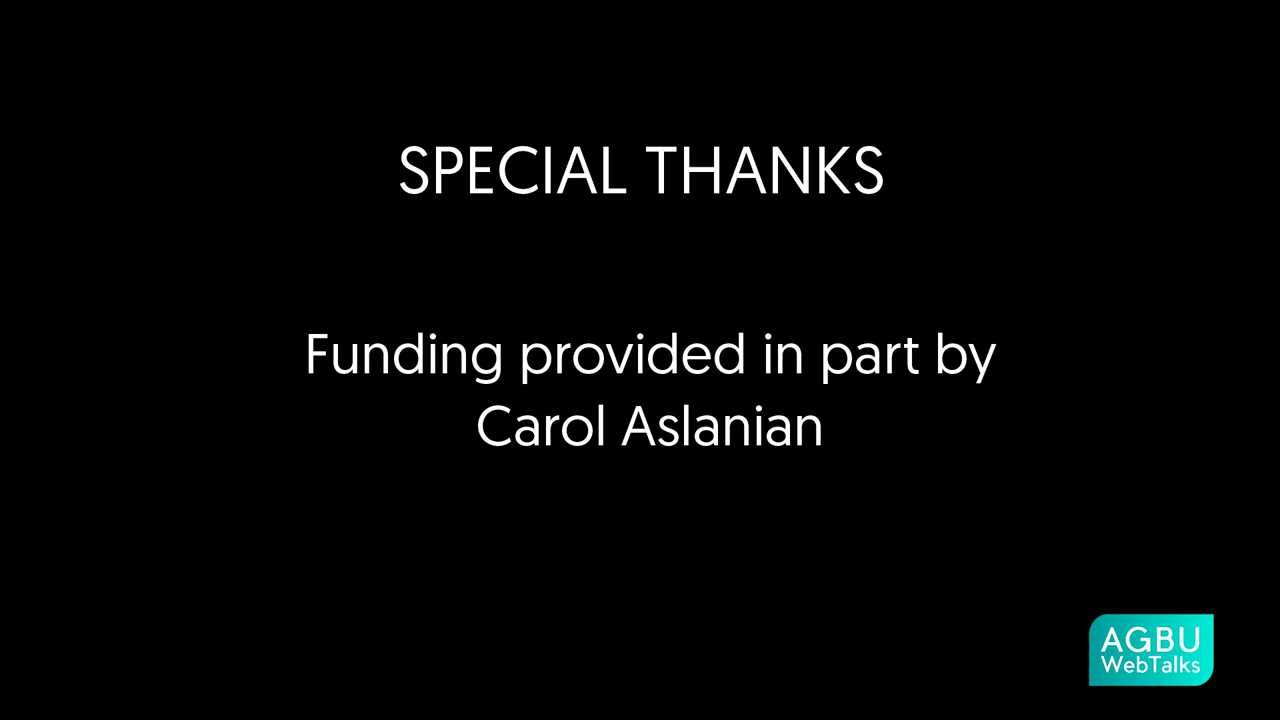 SPECIAL THANKS
Funding provided in part by
Carol Aslanian
AGBU
WebTalks